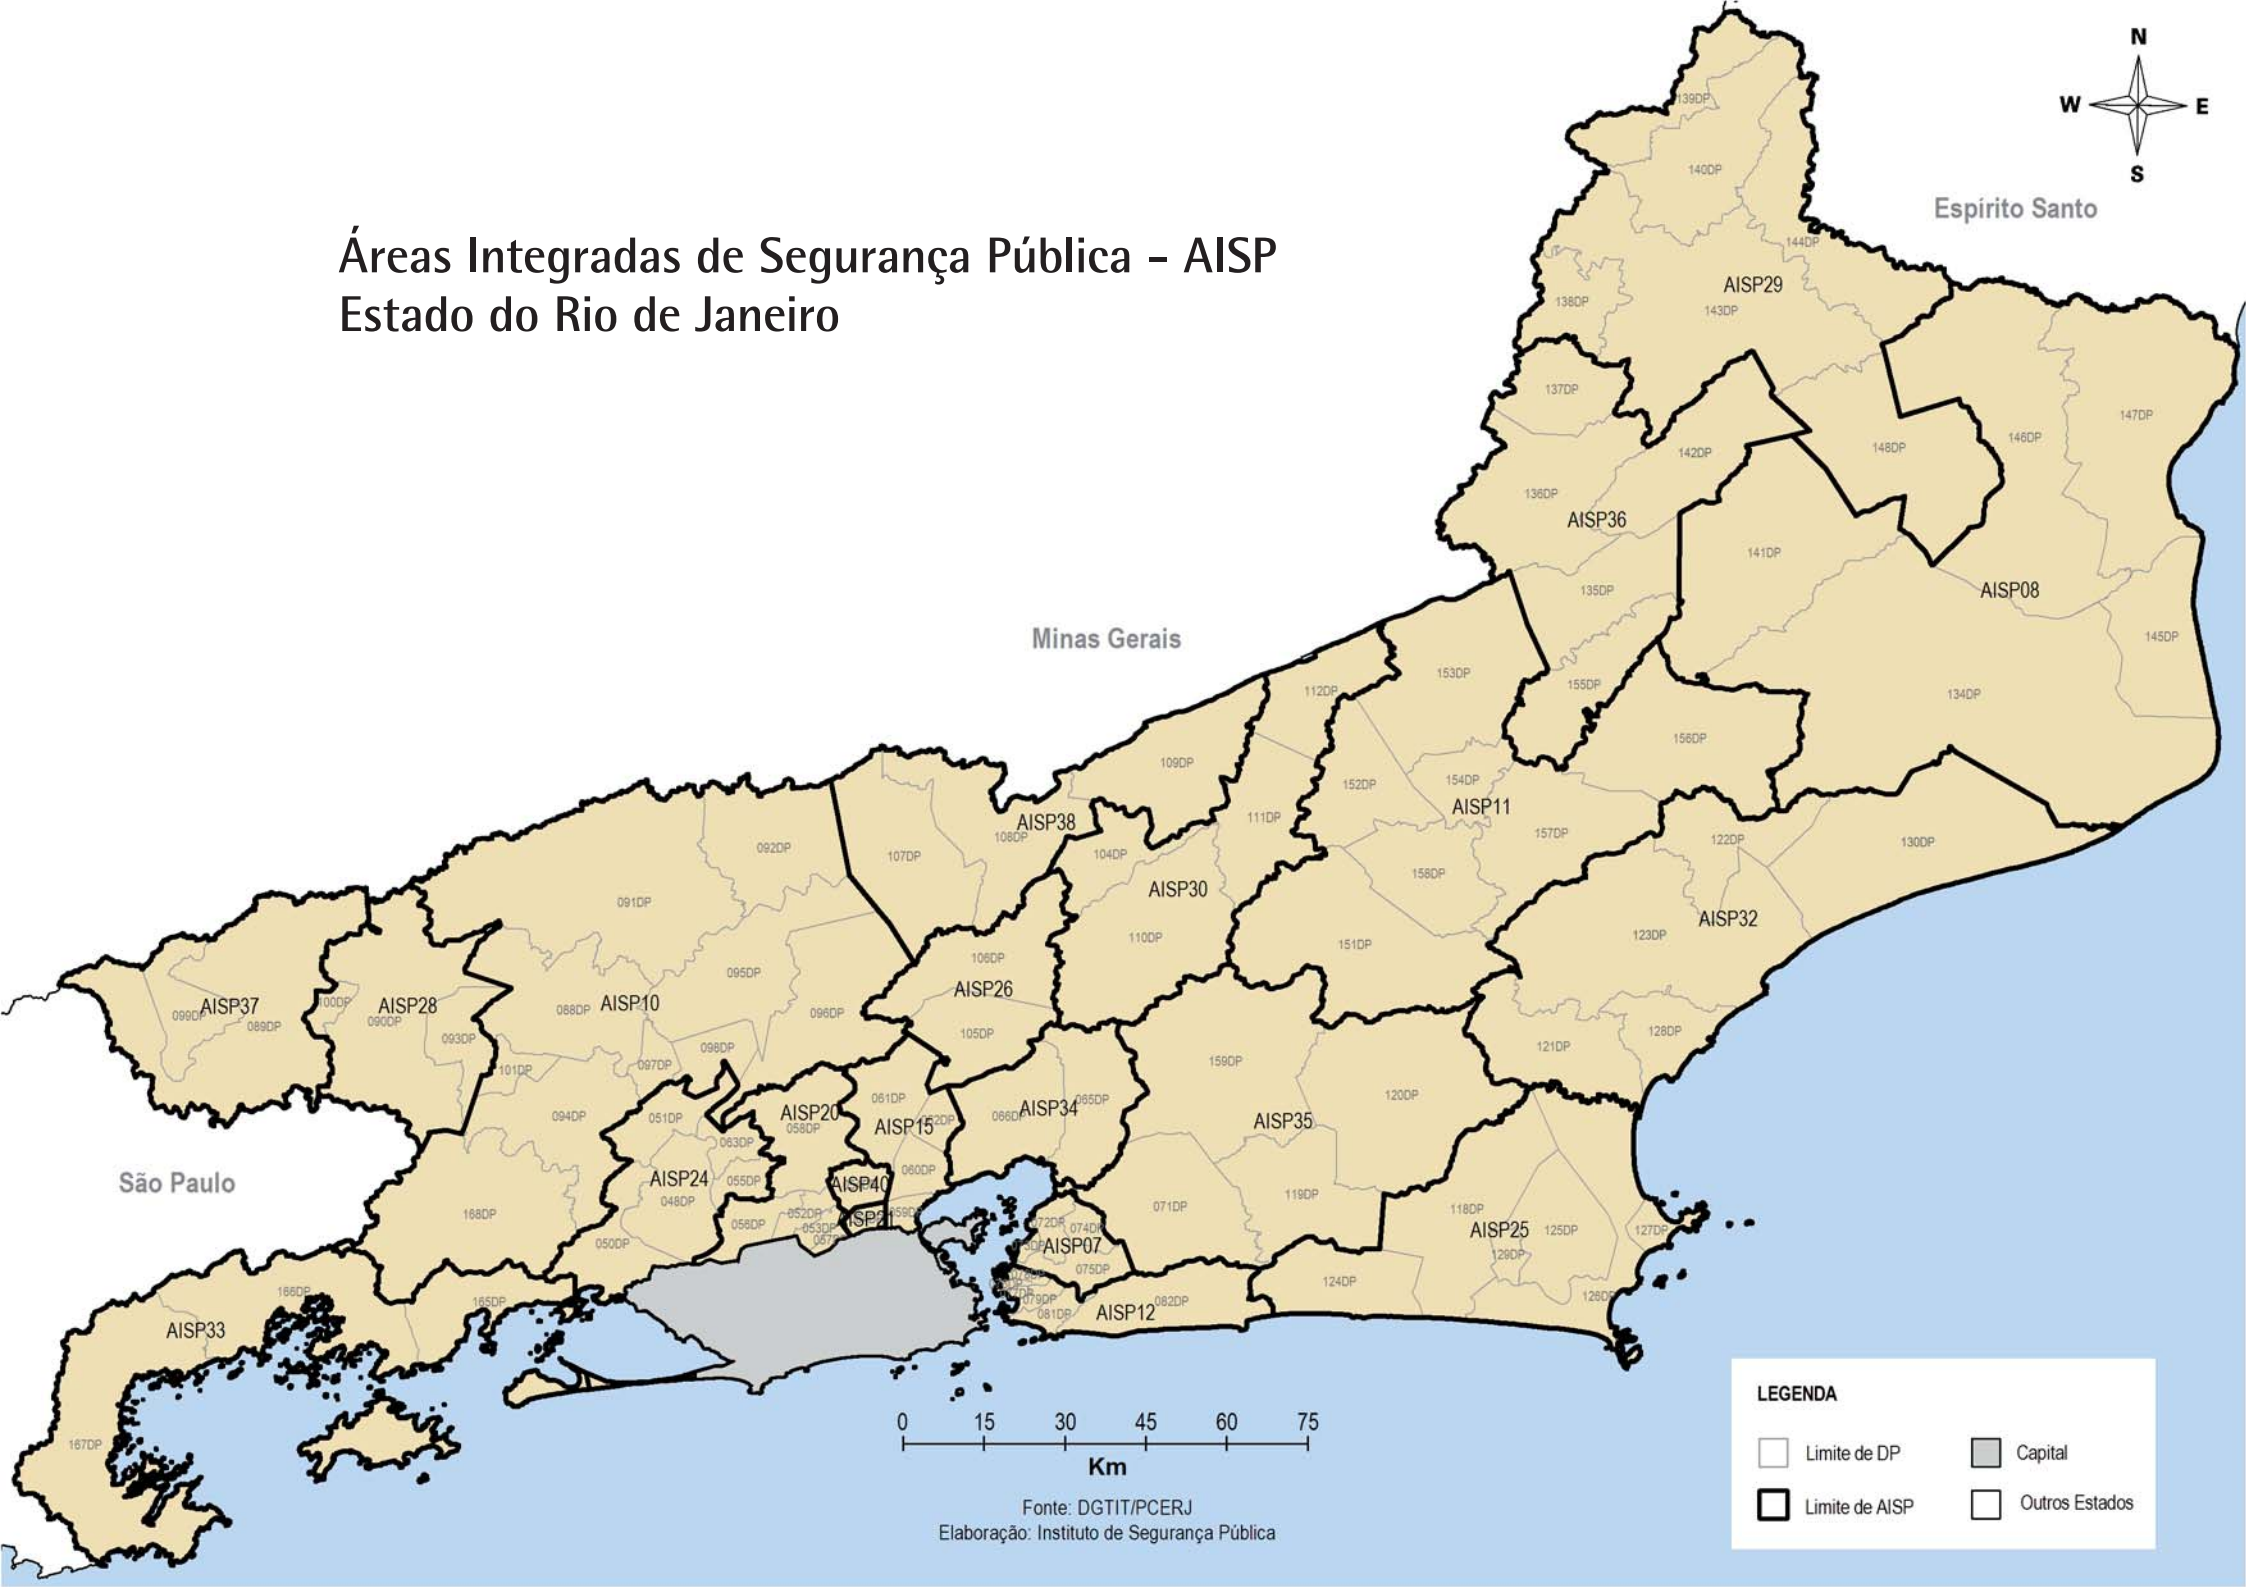 N
W
E
S
Espírito Santo
Áreas Integradas de Segurança Pública - AISP
Estado do Rio de Janeiro
139DP
140DP
144DP
AISP29
138DP
143DP
137DP
147DP
146DP
148DP
142DP
136DP
AISP36
141DP
135DP
AISP08
Minas Gerais
145DP
153DP
155DP
112DP
134DP
156DP
109DP
152DP
154DP
AISP11
111DP
AISP38
108DP
157DP
122DP
130DP
092DP
107DP
104DP
158DP
AISP30
091DP
AISP32
110DP
151DP
123DP
106DP
095DP
AISP26
AISP37
100DP
AISP28
AISP10
099DP
089DP
090DP
088DP
096DP
105DP
093DP
128DP
121DP
098DP
097DP
101DP
159DP
120DP
061DP
065DP
AISP34
066DP
094DP
051DP
AISP20
058DP
AISP15
062DP
AISP35
063DP
060DP
São Paulo
AISP24
055DP
AISP40
048DP
119DP
168DP
071DP
118DP
052DP
AISP21
059DP
056DP
053DP
072DP
074DP
AISP25
125DP
127DP
050DP
AISP07
129DP
075DP
124DP
166DP
165DP
079DP
082DP
126DP
081DP
AISP12
AISP33
167DP
0 15 30 45 60 75
Km
Fonte: DGTIT/PCERJ
Elaboração: Instituto de Segurança Pública
LEGENDA
Limite de DP
Capital
Limite de AISP
Outros Estados